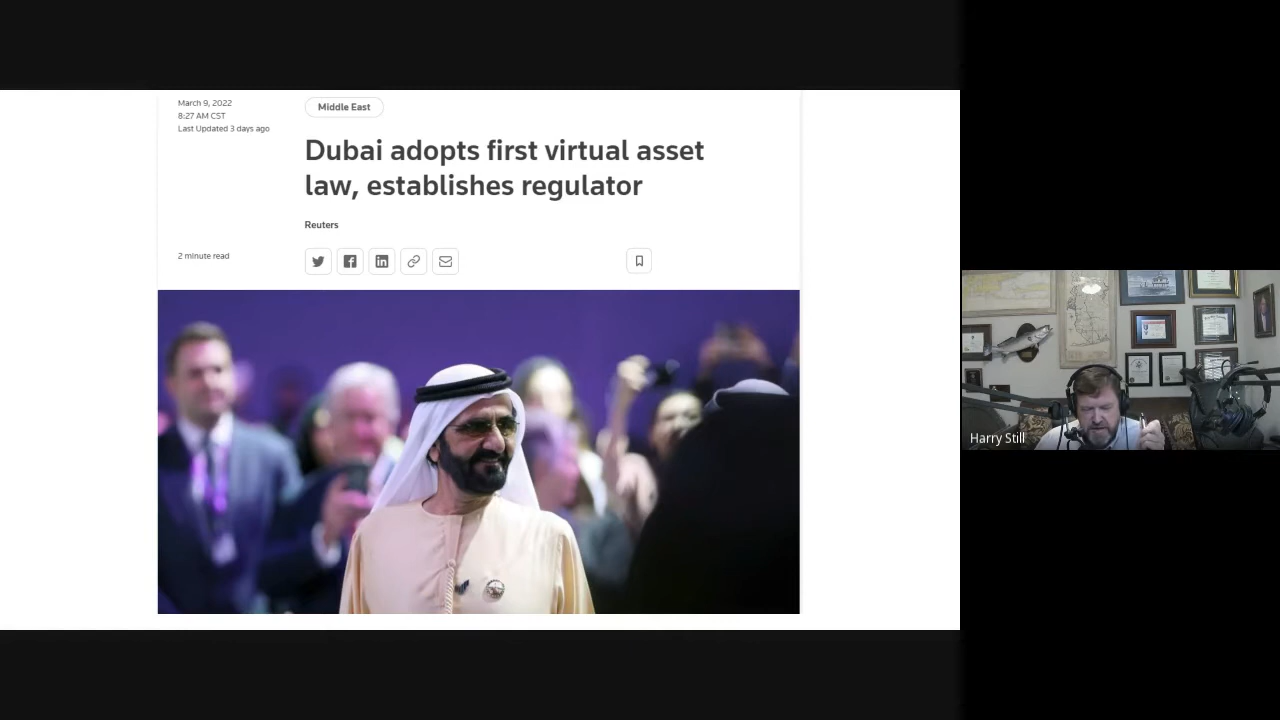 March 9, 2022
8:27 AM CST
Last Updated 3 days ago
Middle East
Dubai adopts first virtual asset
law, establishes regulator
Reuters
2 minute read
Harry Still